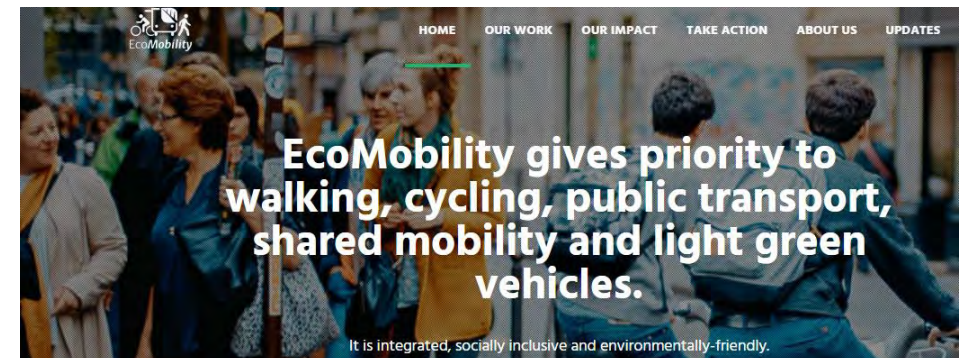 EcoMobility
HOME OUR WORK OUR IMPACT TAKE ACTION ABOUT US UPDATES
EcoMobility gives priority to
walking, cycling, public transport,
shared mobility and light green
vehicles.
It is integrated, socially inclusive and environmentally-friendly.